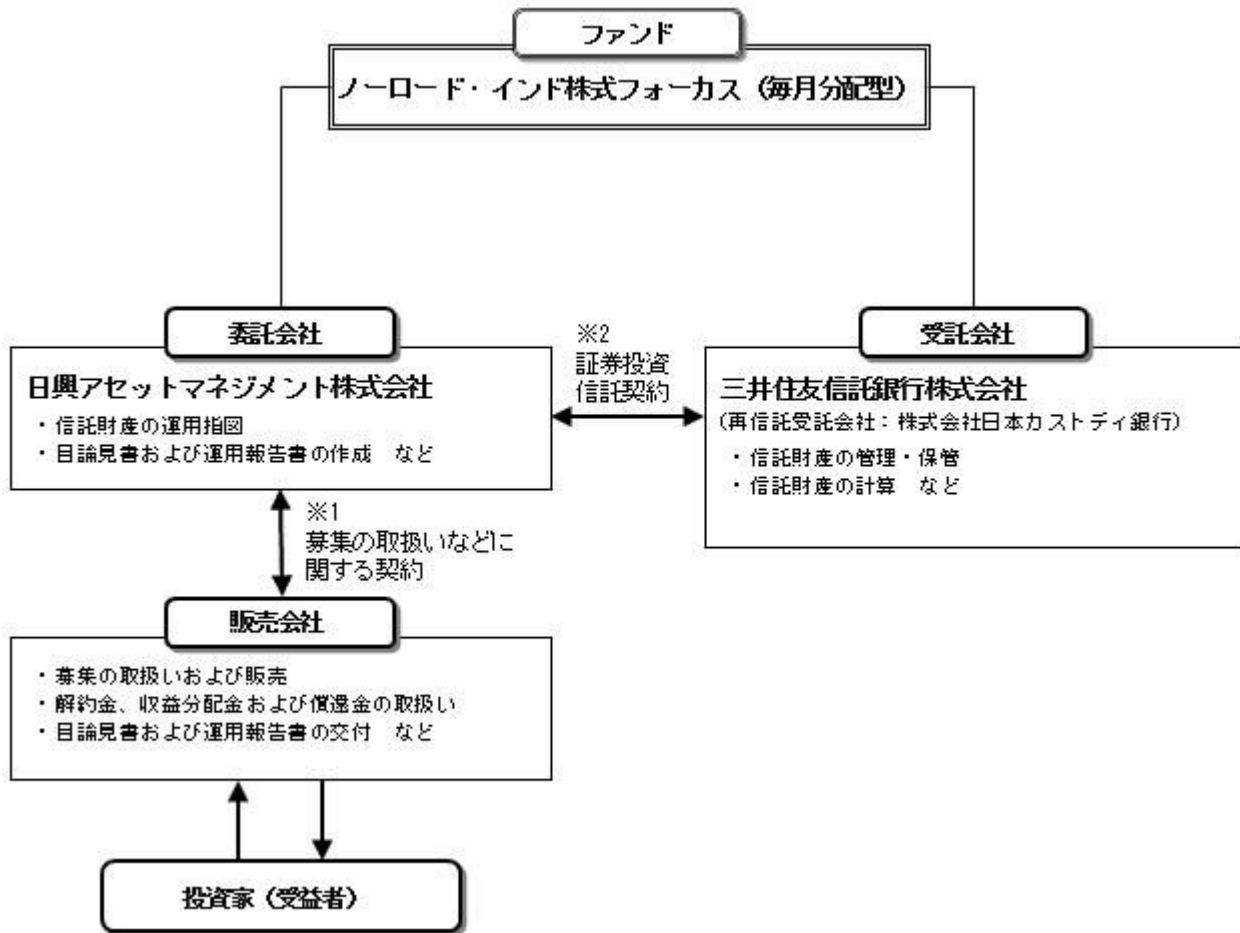 ファンド
ノーロード・インド株式フォーカス（毎月分配型）
委託会社
日興アセットマネジメント株式会社
・信託財産の運用指図
・目論見書および運用報告書の作成　など
※2
証券投資
信託契約
受託会社
三井住友信託銀行株式会社
（再信託受託会社：株式会社日本カストディ銀行）
・信託財産の管理・保管
・信託財産の計算　など
※1
募集の取扱いなどに
関する契約
販売会社
・募集の取扱いおよび販売
・解約金、収益分配金および償還金の取扱い
・目論見書および運用報告書の交付　など
投資家（受益者）